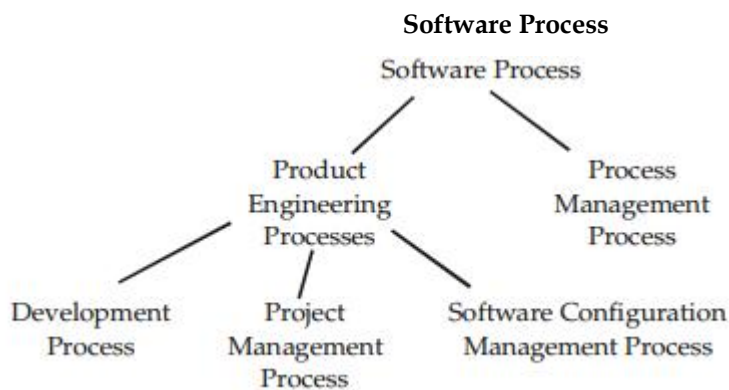 Software Process
Software Process
Product
Engineering
Processes
Process
Management
Process
Development
Process
Project
Management
Process
Software Configuration
Management Process